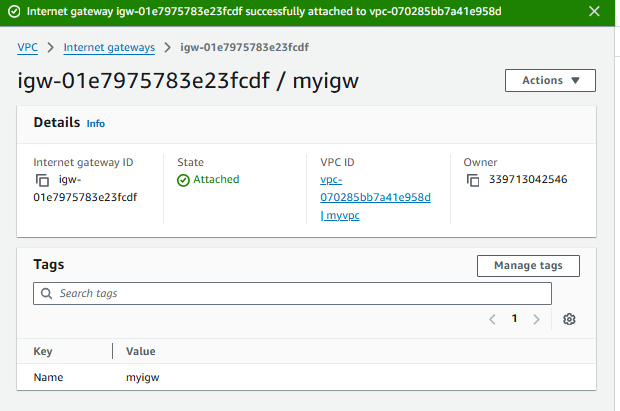 Internet gateway igw-01e7975783e23fcdf successfully attached to vpc-070285bb7a41e958d
VPC > Internet gateways > igw-01e7975783e23fcdf
igw-01e7975783e23fcdf / myigw
Actions
Details Info
Internet gateway ID
igw-
01e7975783e23fcdf
State
Attached
VPC ID
vpc-
070285bb7a41e958d
| myvpc
Owner
339713042546
Tags
Manage tags
Search tags
1
Key Value
Name myigw